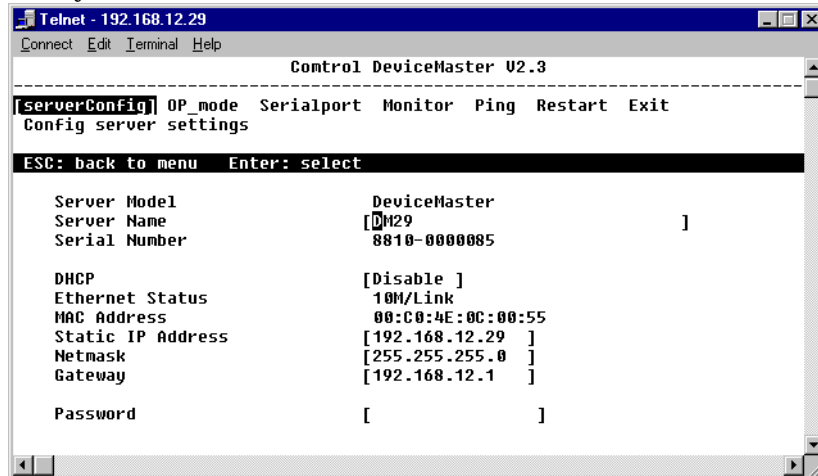 Telnet - 192.168.12.29
Connect Edit Terminal Help
Comtrol DeviceMaster V2.3
--------------------------------------------------------------------------------
[serverConfig] OP_mode Serialport Monitor Ping Restart Exit
Config server settings
ESC: back to menu Enter: select
Server Model DeviceMaster
Server Name [DM29 ]
Serial Number 8810-0000085
DHCP [Disable ]
Ethernet Status 10M/Link
MAC Address 00:C0:4E:0C:00:55
Static IP Address [192.168.12.29 ]
Netmask [255.255.255.0 ]
Gateway [192.168.12.1 ]
Password [ ]